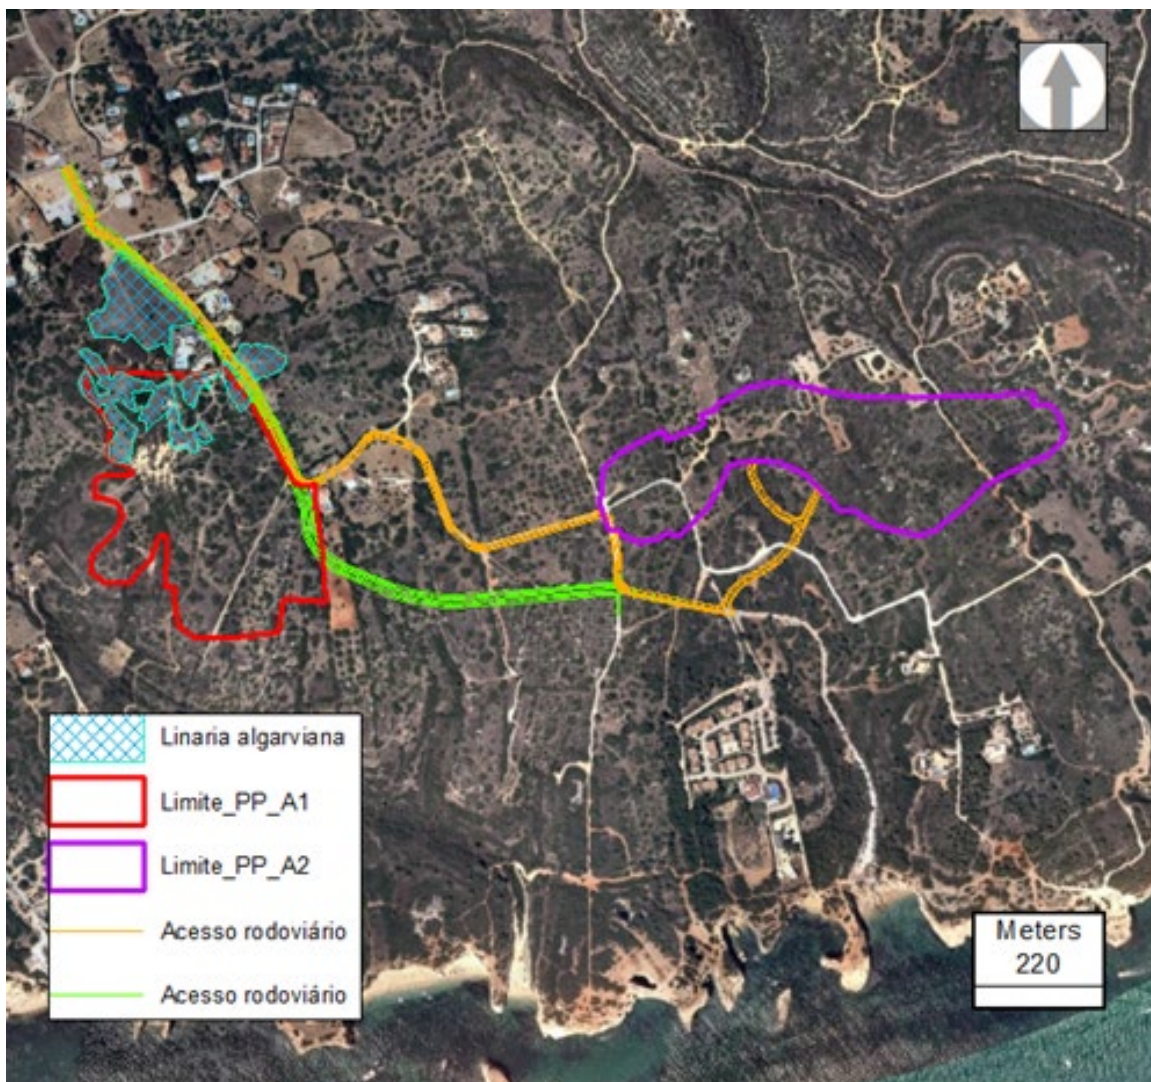 Linaria algarviana
Limite_PP_A1
Limite_PP_A2
Acesso rodoviário
Acesso rodoviário
Meters
220